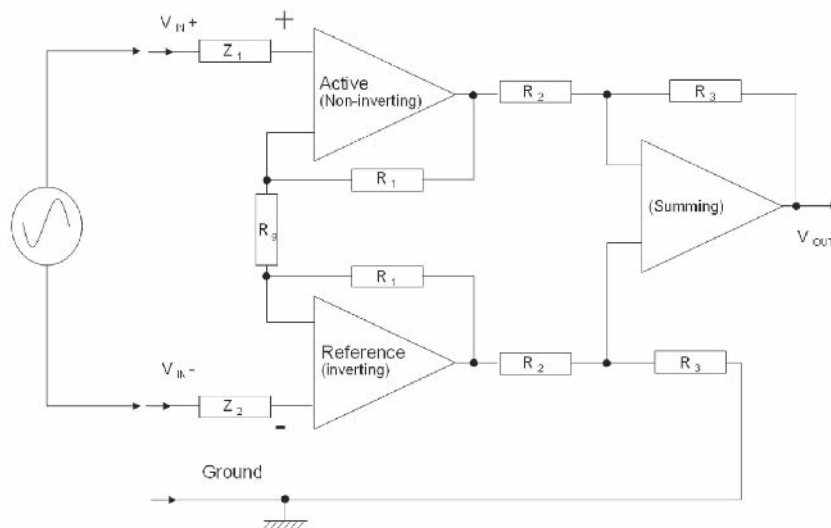 V IN +
+
Z 1
Active
(Non-inverting)
R 2
R 3
R 1
(Summing)
V OUT
R g
R 1
Reference
(inverting)
R 2
R 3
V IN -
Z 2
-
Ground